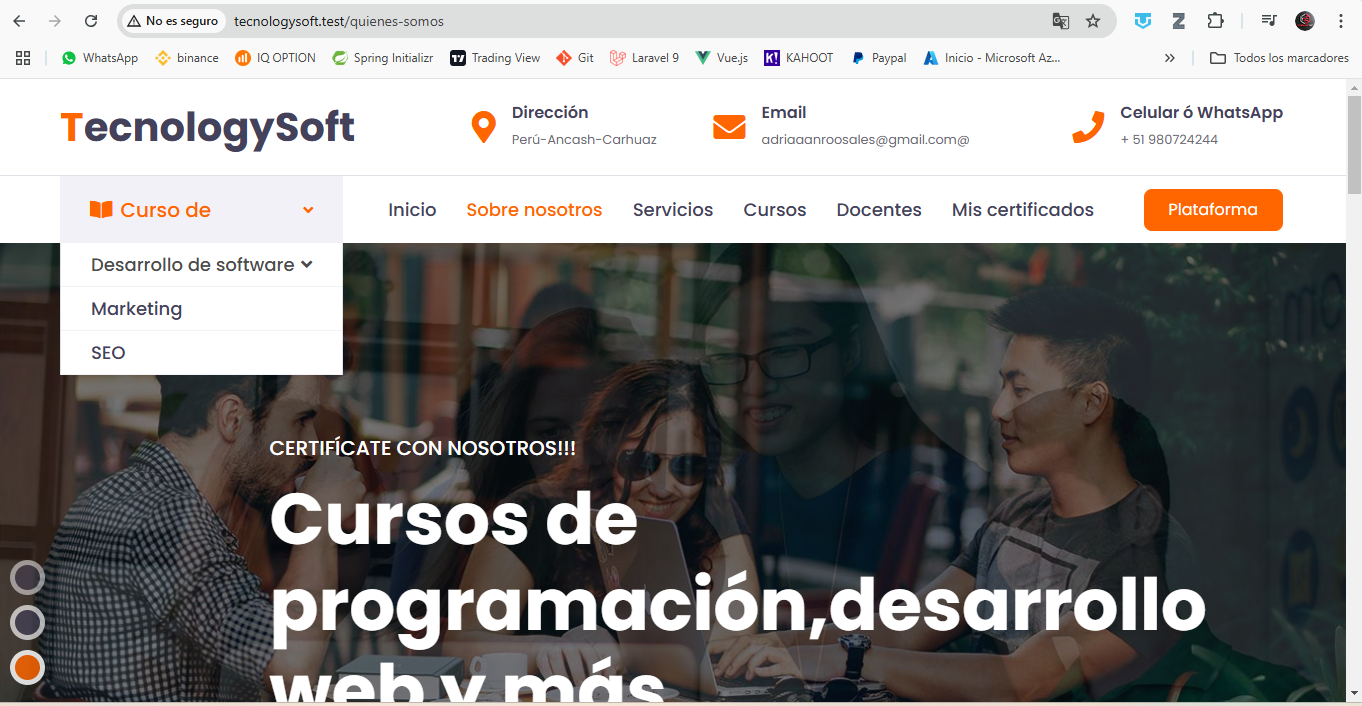 No es seguro
tecnologysoft.test/quienes-somos
WhatsApp
binance
IQ OPTION
Spring Initializr
Trading View
Git
Laravel 9
Vue.js
K!
KAHOOT
Paypal
Inicio - Microsoft Az...
»
Todos los marcadores
TecnologySoft
Dirección
Perú-Ancash-Carhuaz
Email
adriaaanroosales@gmail.com@
Celular ó WhatsApp
+ 51 980724244
Curso de
Inicio
Sobre nosotros
Servicios
Cursos
Docentes
Mis certificados
Plataforma
Desarrollo de software
Marketing
SEO
CERTIFÍCATE CON NOSOTROS!!!
Cursos de
programación,desarrollo
web y más